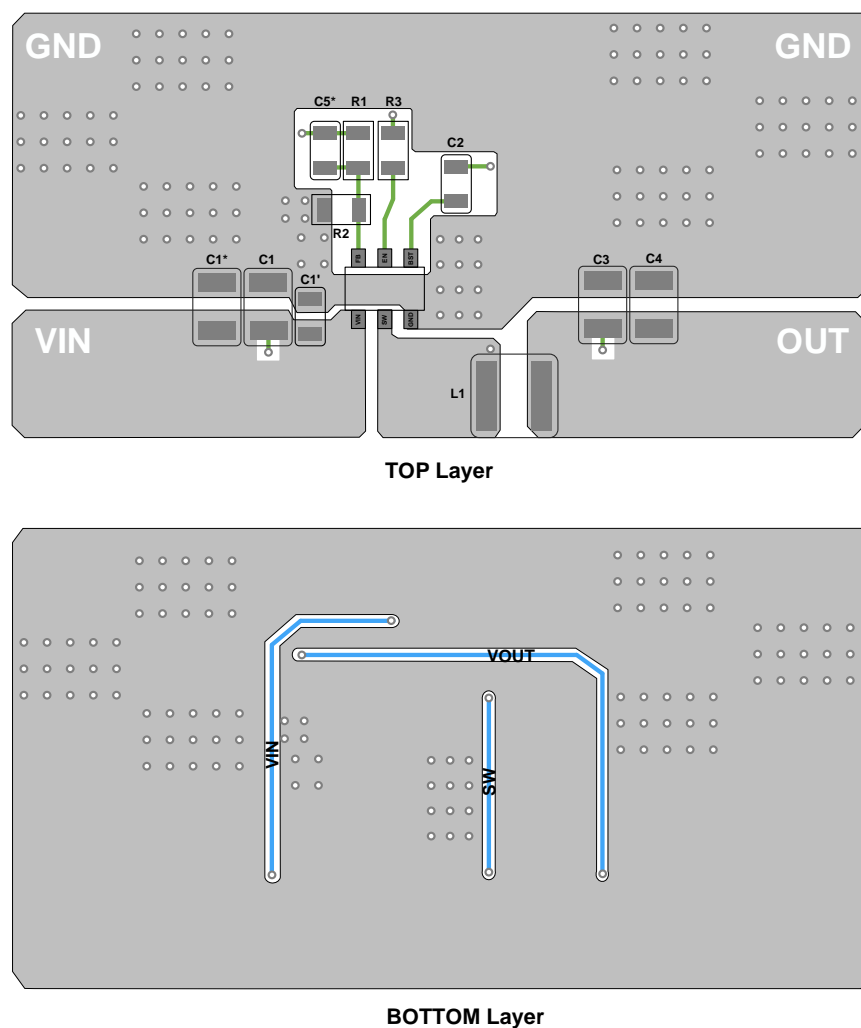 GND
GND
C5* R1 R3
C2
R2
FB EN BST
C1* C1 C1'
C3 C4
VIN SW GND
VIN
OUT
L1
TOP Layer
VOUT
VIN
SW
BOTTOM Layer